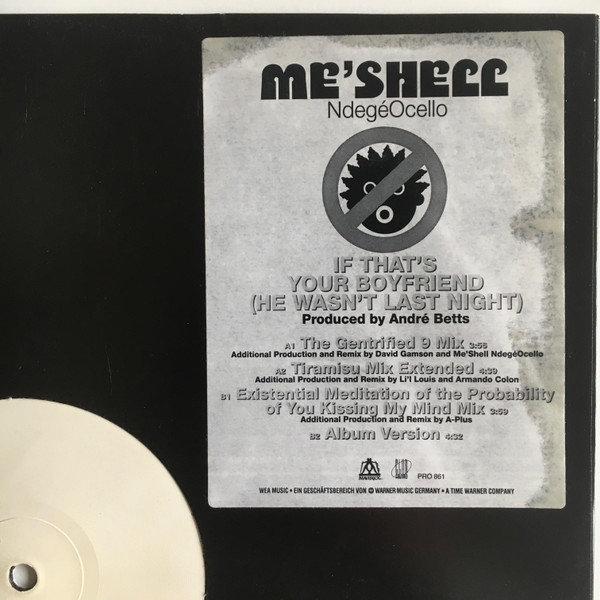 ME'SHELL
NdegéOcello
IF THAT'S
YOUR BOYFRIEND
(HE WASN'T LAST NIGHT)
Produced by André Betts
A1 The Gentrified 9 Mix 3:56
Additional Production and Remix by David Gamson and Me'Shell NdegéOcello
A2 Tiramisu Mix Extended 4:39
Additional Production and Remix by Li'l Louis and Armando Colon
B1 Existential Meditation of the Probability
of You Kissing My Mind Mix 3:59
Additional Production and Remix by A-Plus
B2 Album Version 4:32
MAVERICK PRO 861
WEA MUSIC • EIN GESCHÄFTSBEREICH VON WARNER MUSIC GERMANY • A TIME WARNER COMPANY